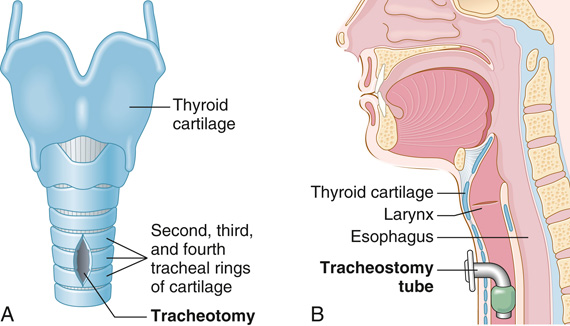 Thyroid
cartilage
Second, third,
and fourth
tracheal rings
of cartilage
Tracheotomy
A
Thyroid cartilage
Larynx
Esophagus
Tracheostomy
tube
B